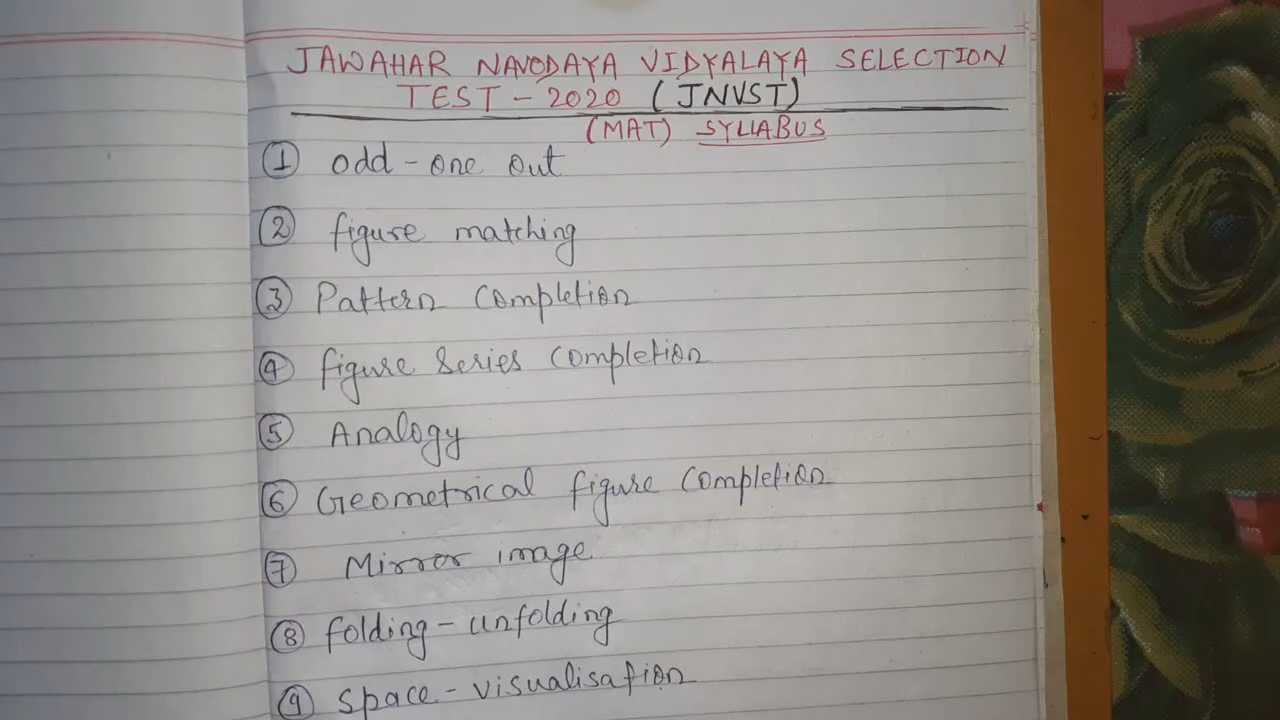 JAWAHAR NAVODAYA VIDYALAYA SELECTION
TEST - 2020 (JNVST)
(MAT) SYLLABUS
① odd - one out
② figure matching
③ Pattern completion
④ figure series completion
⑤ Analogy
⑥ Geometrical figure completion
⑦ Mirror image
⑧ folding - unfolding
⑨ space - visualisation